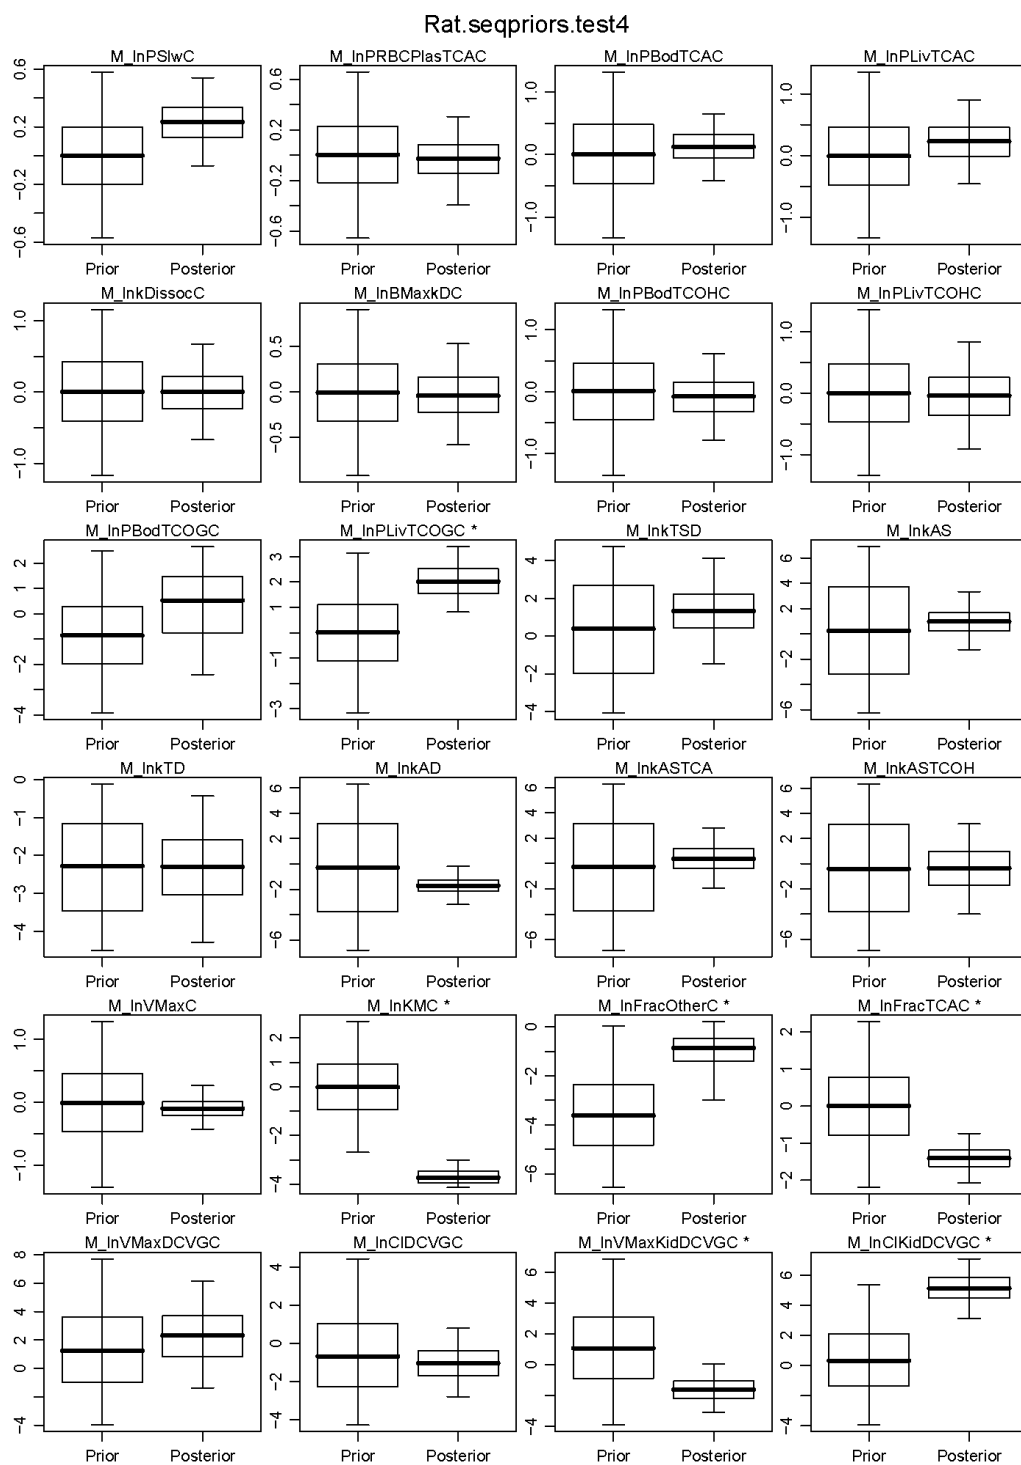 Rat.seqpriors.test4
M_lnPSlwC
0.6
0.2
−0.2
−0.6
Prior Posterior
M_lnPRBCPlasTCAC
0.6
0.2
−0.2
−0.6
Prior Posterior
M_lnPBodTCAC
1.0
0.0
−1.0
Prior Posterior
M_lnPLivTCAC
1.0
0.0
−1.0
Prior Posterior
M_lnkDissocC
1.0
0.0
−1.0
Prior Posterior
M_lnBMaxkDC
0.5
0.0
−0.5
Prior Posterior
M_lnPBodTCOHC
1.0
0.0
−1.0
Prior Posterior
M_lnPLivTCOHC
1.0
0.0
−1.0
Prior Posterior
M_lnPBodTCOGC
2
1
0
−2
−4
Prior Posterior
M_lnPLivTCOGC *
3
2
1
−1
−3
Prior Posterior
M_lnkTSD
4
2
0
−2
−4
Prior Posterior
M_lnkAS
6
4
2
−2
−6
Prior Posterior
M_lnkTD
0
−1
−2
−3
−4
Prior Posterior
M_lnkAD
6
4
2
−2
−6
Prior Posterior
M_lnkASTCA
6
4
2
−2
−6
Prior Posterior
M_lnkASTCOH
6
4
2
−2
−6
Prior Posterior
M_lnVMaxC
1.0
0.0
−1.0
Prior Posterior
M_lnKMC *
2
0
−2
−4
Prior Posterior
M_lnFracOtherC *
0
−2
−4
−6
Prior Posterior
M_lnFracTCAC *
2
1
0
−1
−2
Prior Posterior
M_lnVMaxDCVGC
8
6
4
2
0
−4
Prior Posterior
M_lnClDCVGC
4
2
0
−2
−4
Prior Posterior
M_lnVMaxKidDCVGC *
6
4
2
0
−4
Prior Posterior
M_lnClKidDCVGC *
6
4
2
0
−4
Prior Posterior